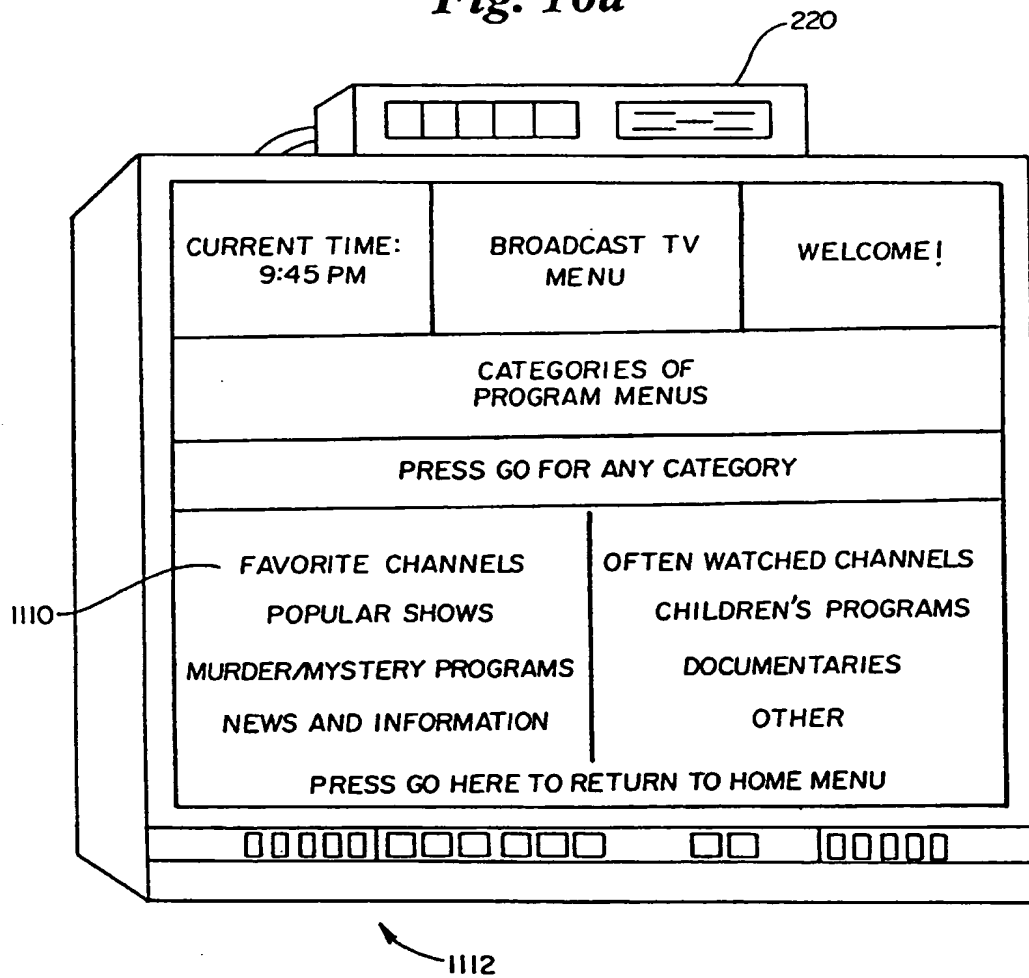 Fig. 10a
220
CURRENT TIME:
9:45 PM
BROADCAST TV
MENU
WELCOME!
CATEGORIES OF
PROGRAM MENUS
PRESS GO FOR ANY CATEGORY
FAVORITE CHANNELS
POPULAR SHOWS
MURDER/MYSTERY PROGRAMS
NEWS AND INFORMATION
OFTEN WATCHED CHANNELS
CHILDREN'S PROGRAMS
DOCUMENTARIES
OTHER
PRESS GO HERE TO RETURN TO HOME MENU
1110
1112